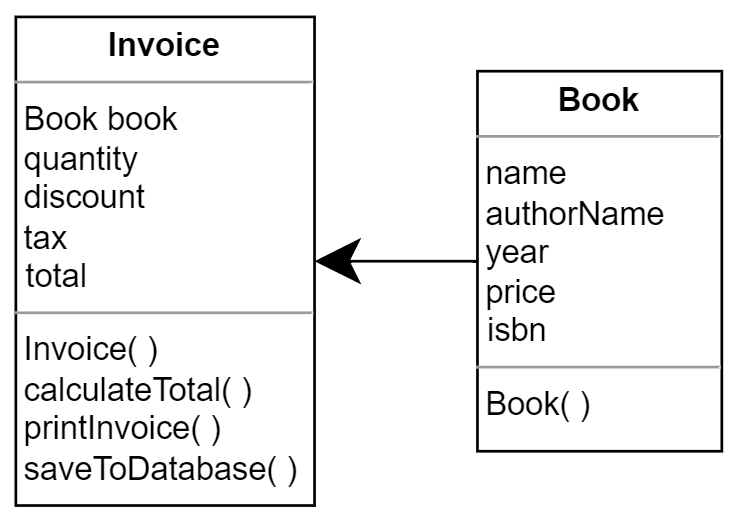 Invoice
Book book
quantity
discount
tax
total
Invoice( )
calculateTotal( )
printInvoice( )
saveToDatabase( )
Book
name
authorName
year
price
isbn
Book( )